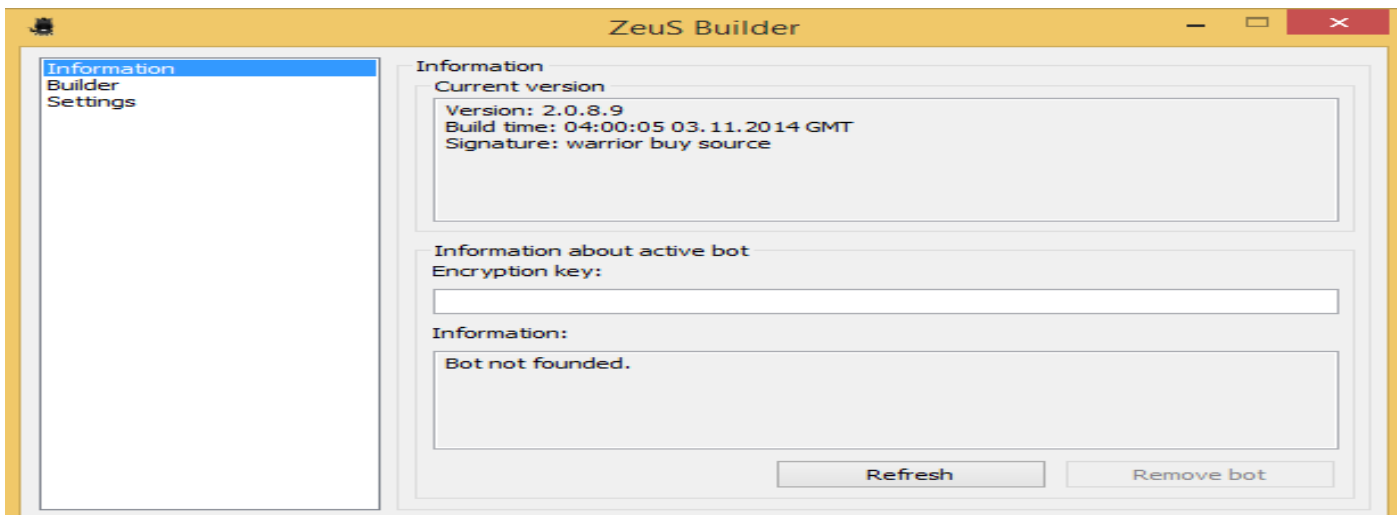 ZeuS Builder
Information
Builder
Settings
Information
Current version
Version: 2.0.8.9
Build time: 04:00:05 03.11.2014 GMT
Signature: warrior buy source
Information about active bot
Encryption key:
Information:
Bot not founded.
Refresh
Remove bot